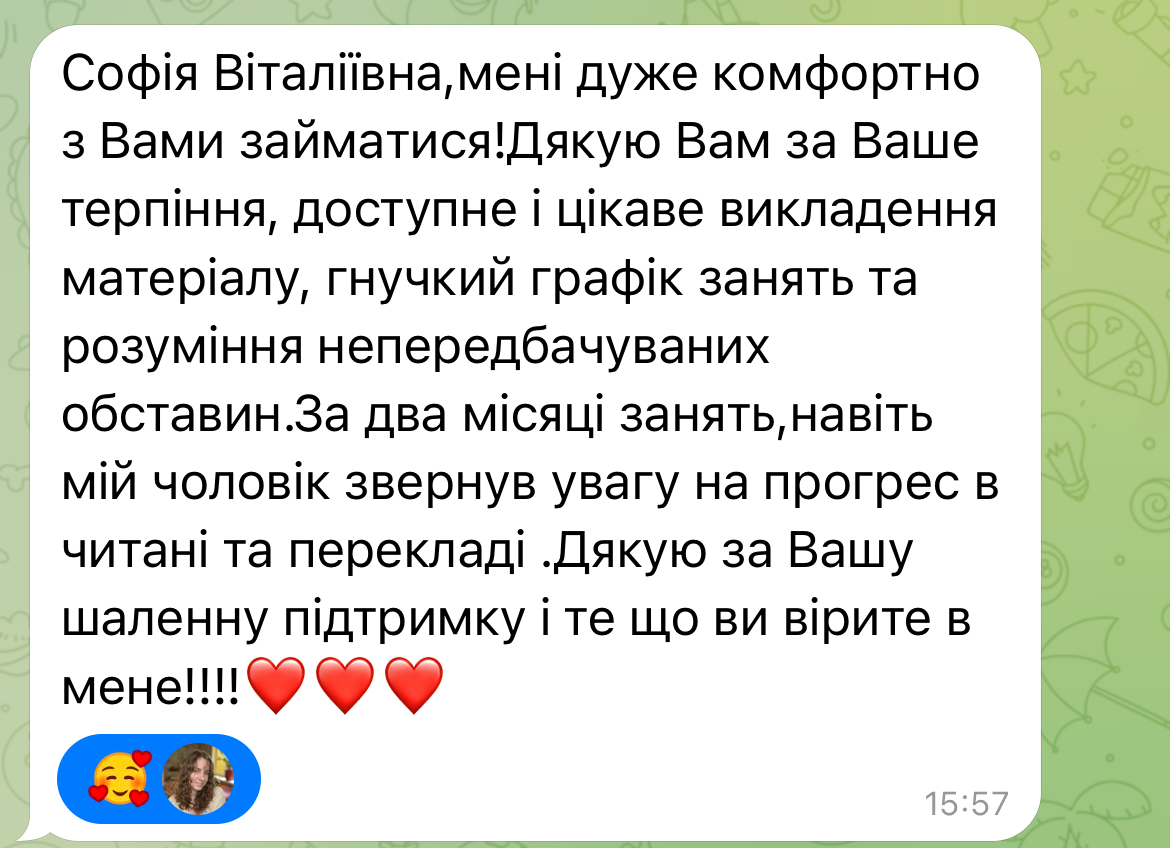 Софія Віталіївна,мені дуже комфортно
з Вами займатися!Дякую Вам за Ваше
терпіння, доступне і цікаве викладення
матеріалу, гнучкий графік занять та
розуміння непередбачуваних
обставин.За два місяці занять,навіть
мій чоловік звернув увагу на прогрес в
читані та перекладі .Дякую за Вашу
шаленну підтримку і те що ви вірите в
мене!!!!❤️❤️❤️
15:57